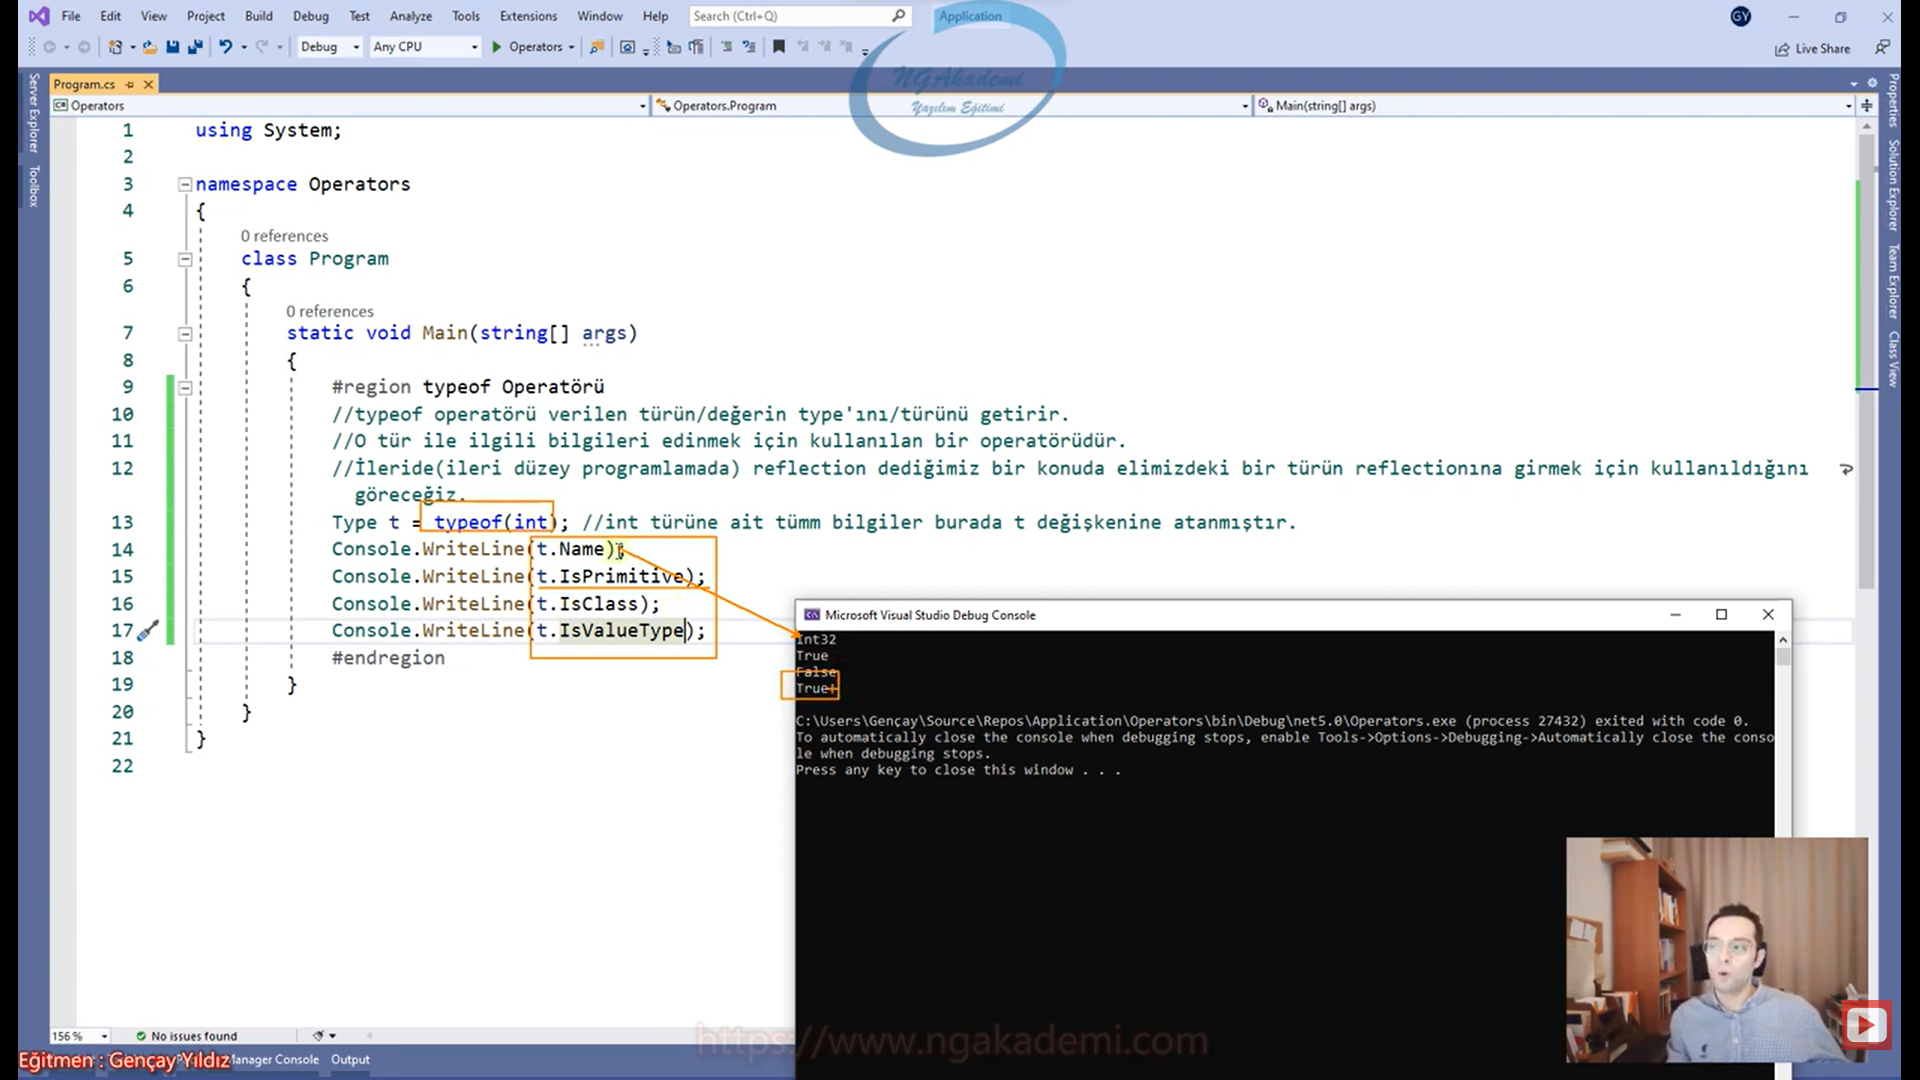 File Edit View Project Build Debug Test Analyze Tools Extensions Window Help Search (Ctrl+Q) Application GY
Debug Any CPU Operators Live Share
NGAkademi
Yazılım Eğitimi
Server Explorer
Toolbox
Properties
Solution Explorer
Team Explorer
Class View
Program.cs
Operators Operators.Program Main(string[] args)
1 using System;
2
3 namespace Operators
4 {
0 references
5 class Program
6 {
0 references
7 static void Main(string[] args)
8 {
9 #region typeof Operatörü
10 //typeof operatörü verilen türün/değerin type'ını/türünü getirir.
11 //O tür ile ilgili bilgileri edinmek için kullanılan bir operatörüdür.
12 //İleride(ileri düzey programlamada) reflection dediğimiz bir konuda elimizdeki bir türün reflectionına girmek için kullanıldığını
göreceğiz.
13 Type t = typeof(int); //int türüne ait tümm bilgiler burada t değişkenine atanmıştır.
14 Console.WriteLine(t.Name);
15 Console.WriteLine(t.IsPrimitive);
16 Console.WriteLine(t.IsClass);
17 Console.WriteLine(t.IsValueType);
18 #endregion
19 }
20 }
21 }
22
Microsoft Visual Studio Debug Console
Int32
True
False
True
C:\Users\Gençay\Source\Repos\Application\Operators\bin\Debug\net5.0\Operators.exe (process 27432) exited with code 0.
To automatically close the console when debugging stops, enable Tools->Options->Debugging->Automatically close the conso
le when debugging stops.
Press any key to close this window . . .
156 % No issues found
https://www.ngakademi.com
Eğitmen : Gençay Yıldız
Manager Console Output